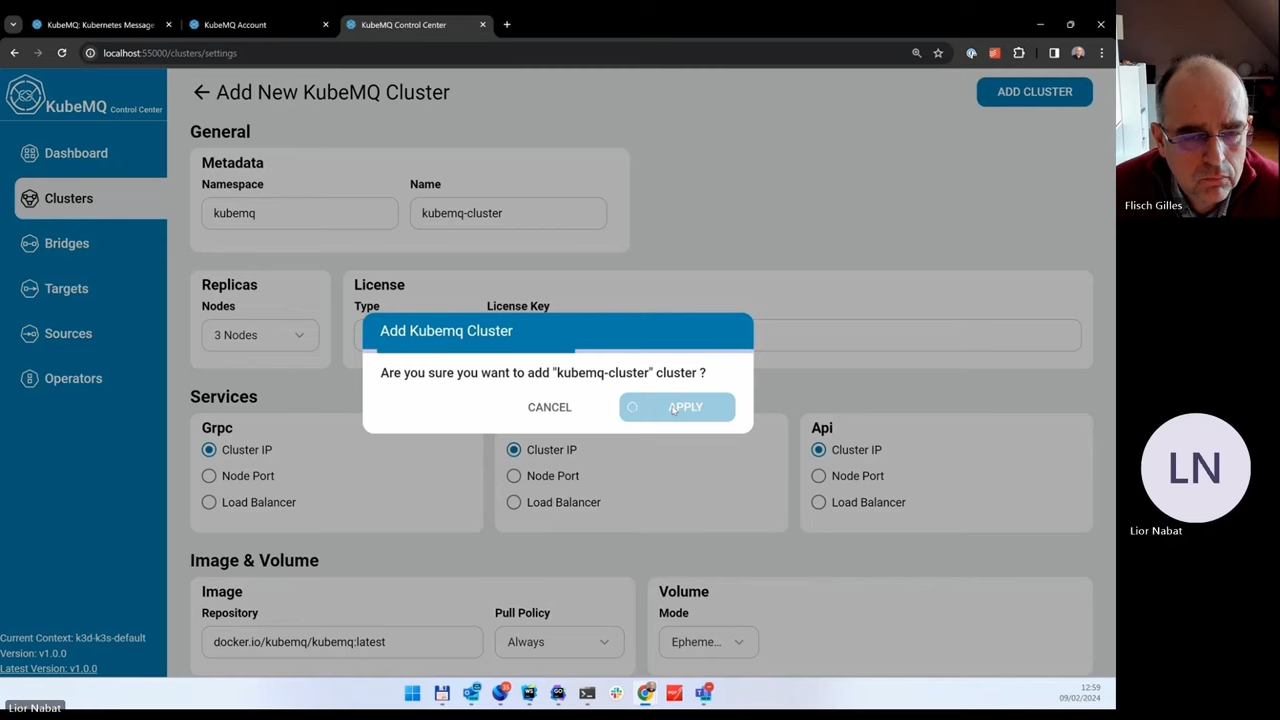 KubeMQ: Kubernetes Message
KubeMQ Account
KubeMQ Control Center
localhost:55000/clusters/settings
KubeMQ Control Center
Add New KubeMQ Cluster
ADD CLUSTER
Dashboard
Clusters
Bridges
Targets
Sources
Operators
General
Metadata
Namespace
Name
kubemq
kubemq-cluster
Replicas
Nodes
3 Nodes
License
Type
License Key
Add Kubemq Cluster
Are you sure you want to add "kubemq-cluster" cluster ?
CANCEL
APPLY
Services
Grpc
Cluster IP
Node Port
Load Balancer
Cluster IP
Node Port
Load Balancer
Api
Cluster IP
Node Port
Load Balancer
Image & Volume
Image
Repository
Pull Policy
docker.io/kubemq/kubemq:latest
Always
Volume
Mode
Epheme...
Current Context: k3d-k3s-default
Version: v1.0.0
Latest Version: v1.0.0
12:59
09/02/2024
Lior Nabat
Flisch Gilles
LN
Lior Nabat